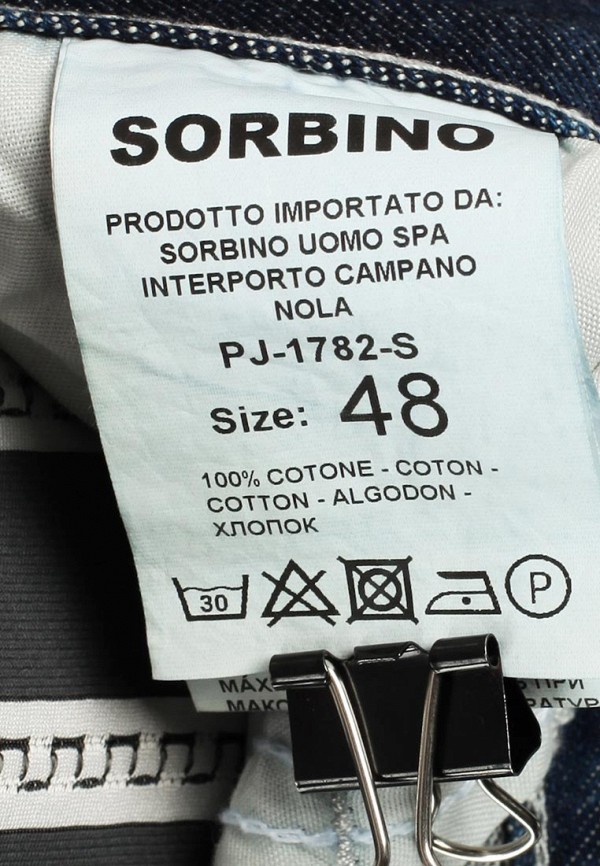 SORBINO
PRODOTTO IMPORTATO DA:
SORBINO UOMO SPA
INTERPORTO CAMPANO
NOLA
PJ-1782-S
Size: 48
100% COTONE - COTON -
COTTON - ALGODON -
ХЛОПОК
30 P